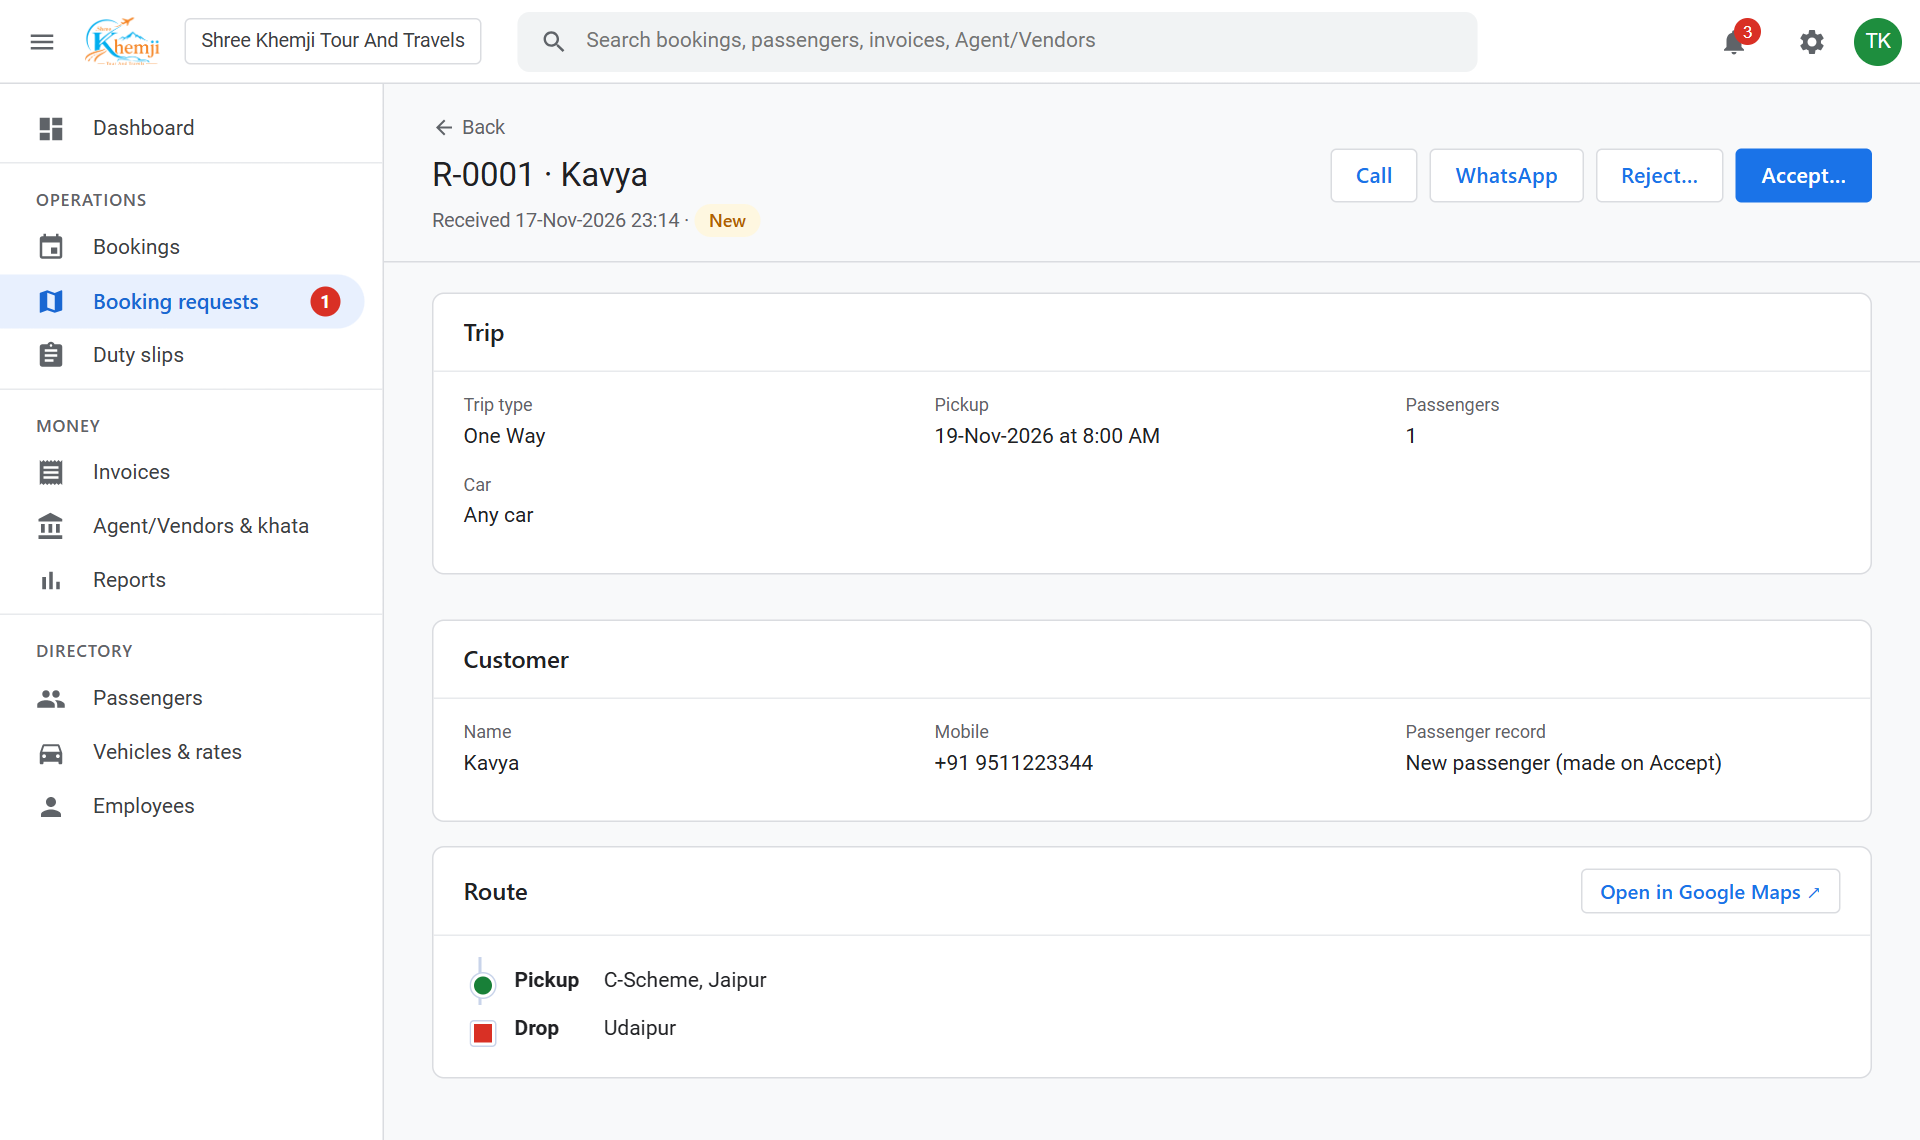 Khemji
Shree Khemji Tour And Travels
Search bookings, passengers, invoices, Agent/Vendors
3
TK
Dashboard
OPERATIONS
Bookings
Booking requests 1
Duty slips
MONEY
Invoices
Agent/Vendors & khata
Reports
DIRECTORY
Passengers
Vehicles & rates
Employees
← Back
R-0001 · Kavya
Received 17-Nov-2026 23:14 · New
Call WhatsApp Reject... Accept...
Trip
Trip type Pickup Passengers
One Way 19-Nov-2026 at 8:00 AM 1
Car
Any car
Customer
Name Mobile Passenger record
Kavya +91 9511223344 New passenger (made on Accept)
Route Open in Google Maps ↗
Pickup C-Scheme, Jaipur
Drop Udaipur